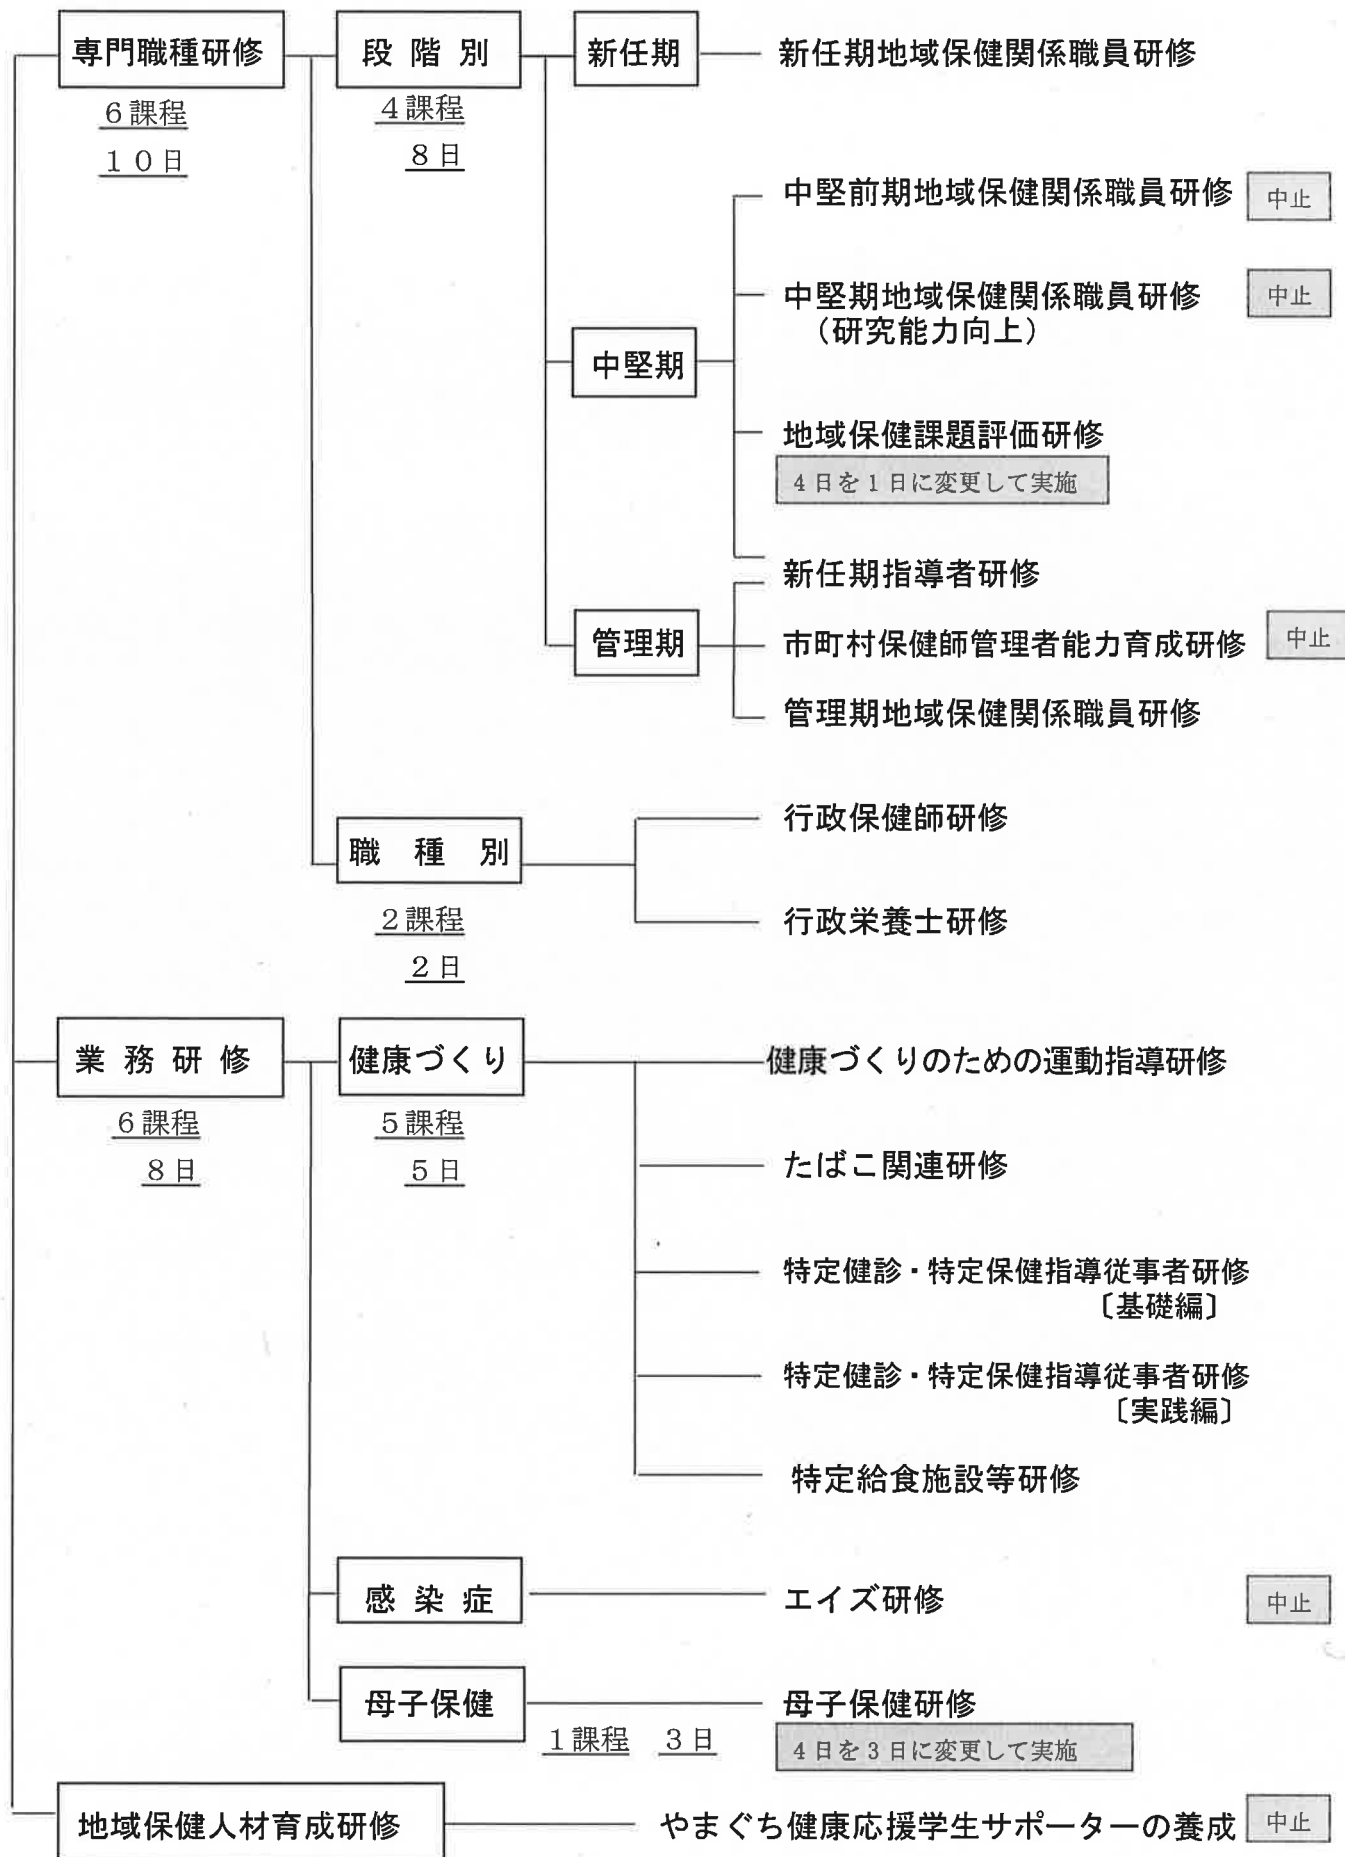 専門職種研修
段階別
新任期
新任期地域保健関係職員研修
6課程
10日
4課程
8日
中堅前期地域保健関係職員研修
中止
中堅期地域保健関係職員研修
(研究能力向上)
中止
中堅期
地域保健課題評価研修
4日を1日に変更して実施
新任期指導者研修
管理期
市町村保健師管理者能力育成研修
中止
管理期地域保健関係職員研修
行政保健師研修
職種別
2課程
2日
行政栄養士研修
業務研修
健康づくり
健康づくりのための運動指導研修
6課程
8日
5課程
5日
たばこ関連研修
特定健診・特定保健指導従事者研修
〔基礎編〕
特定健診・特定保健指導従事者研修
〔実践編〕
特定給食施設等研修
感染症
エイズ研修
中止
母子保健
母子保健研修
1課程 3日
4日を3日に変更して実施
地域保健人材育成研修
やまぐち健康応援学生サポーターの養成
中止